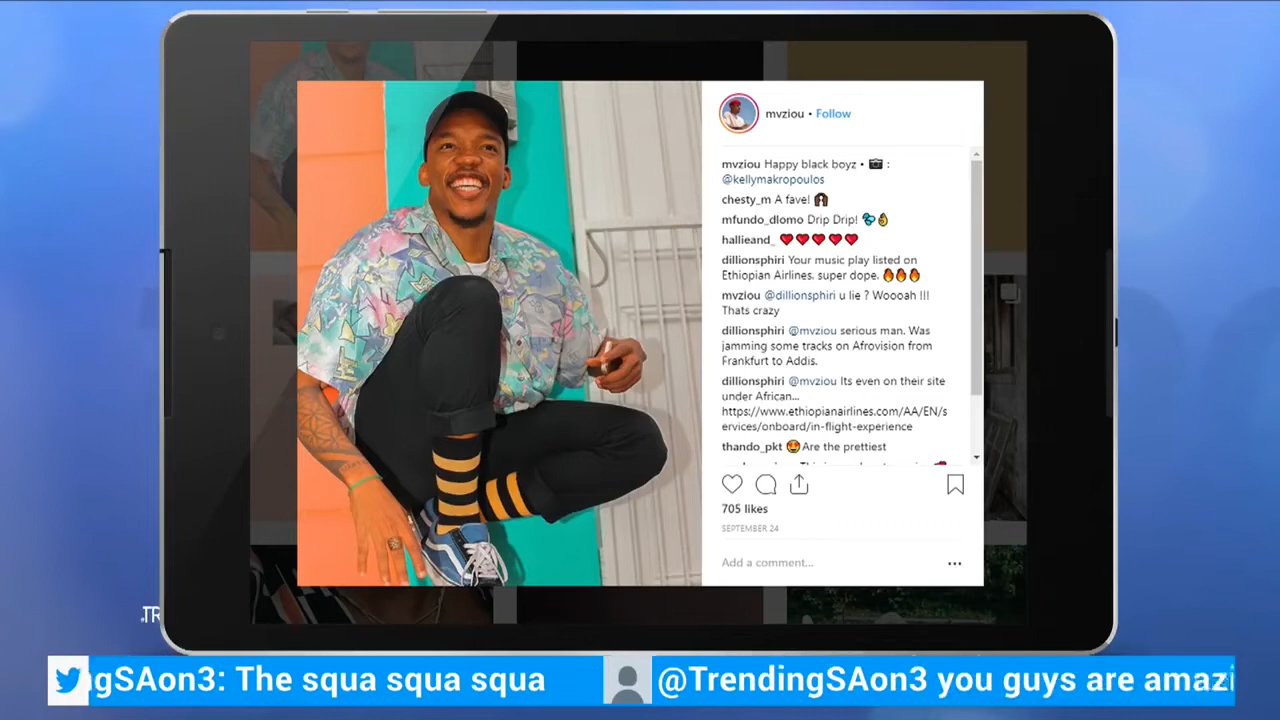 mvziou • Follow
mvziou Happy black boyz • 📷 :
@kellymakropoulos
chesty_m A fave!
mfundo_dlomo Drip Drip! 💦👌
hallieand_ ❤❤❤❤❤
dillionsphiri Your music play listed on
Ethiopian Airlines. super dope. 🔥🔥🔥
mvziou @dillionsphiri u lie ? Woooah !!!
Thats crazy
dillionsphiri @mvziou serious man. Was
jamming some tracks on Afrovision from
Frankfurt to Addis.
dillionsphiri @mvziou Its even on their site
under African...
https://www.ethiopianairlines.com/AA/EN/s
ervices/onboard/in-flight-experience
thando_pkt 😍Are the prettiest
705 likes
SEPTEMBER 24
Add a comment...
.TR
ngSAon3: The squa squa squa
@TrendingSAon3 you guys are amazi